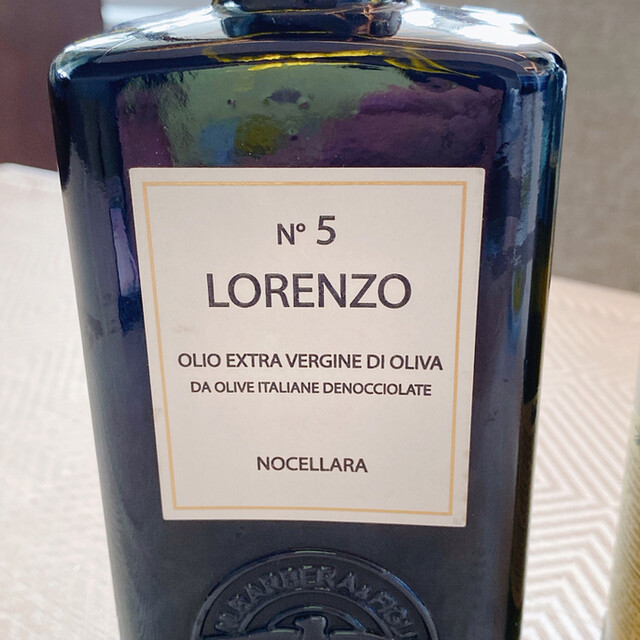 N° 5
LORENZO
OLIO EXTRA VERGINE DI OLIVA
DA OLIVE ITALIANE DENOCCIOLATE
NOCELLARA